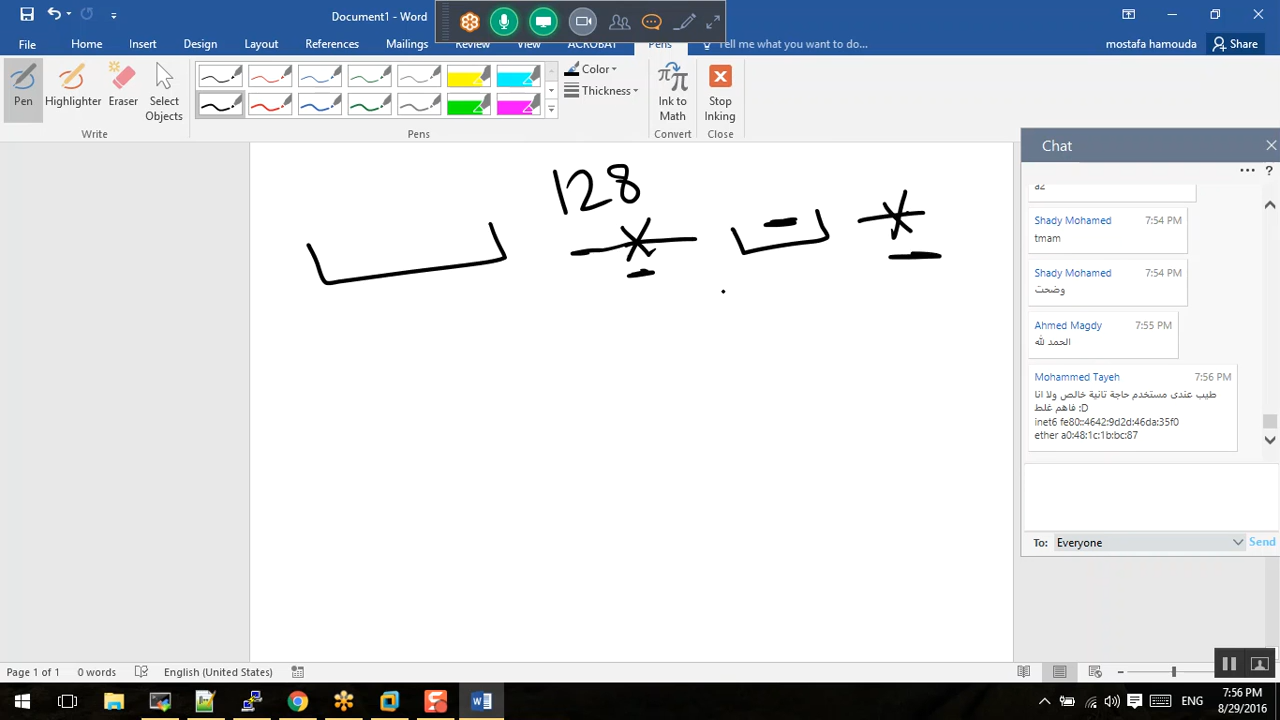 Document1 - Word
File Home Insert Design Layout References Mailings Review View ACROBAT Pens Tell me what you want to do... mostafa hamouda Share
Pen Highlighter Eraser Select Objects
Color
Thickness
Ink to Math
Stop Inking
Write Pens Convert Close
128
Chat
a2
Shady Mohamed 7:54 PM
tmam
Shady Mohamed 7:54 PM
وضحت
Ahmed Magdy 7:55 PM
الحمد لله
Mohammed Tayeh 7:56 PM
طيب عندى مستخدم حاجة تانية خالص ولا انا
فاهم غلط :D
inet6 fe80::4642:9d2d:46da:35f0
ether a0:48:1c:1b:bc:87
To: Everyone Send
Page 1 of 1 0 words English (United States)
ENG 7:56 PM
8/29/2016